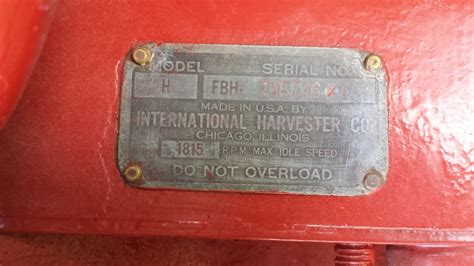 MODEL SERIAL NO.
H FBH-
MADE IN U.S.A. BY
INTERNATIONAL HARVESTER CO
CHICAGO, ILLINOIS
1815 R.P.M. MAX. IDLE SPEED
DO NOT OVERLOAD